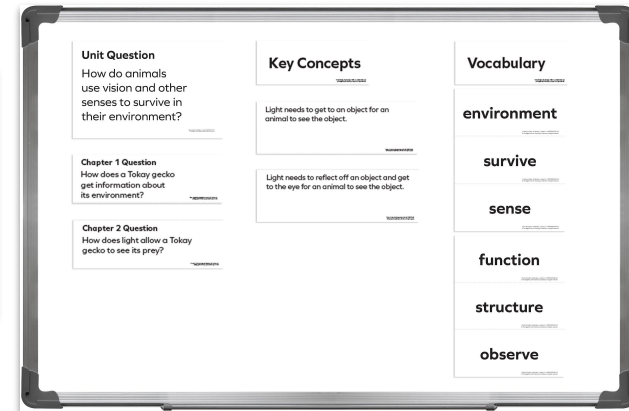 Unit Question
How do animals
use vision and other
senses to survive in
their environment?
Chapter 1 Question
How does a Tokay gecko
get information about
its environment?
Chapter 2 Question
How does light allow a Tokay
gecko to see its prey?
Key Concepts
Light needs to get to an object for an
animal to see the object.
Light needs to reflect off an object and get
to the eye for an animal to see the object.
Vocabulary
environment
survive
sense
function
structure
observe